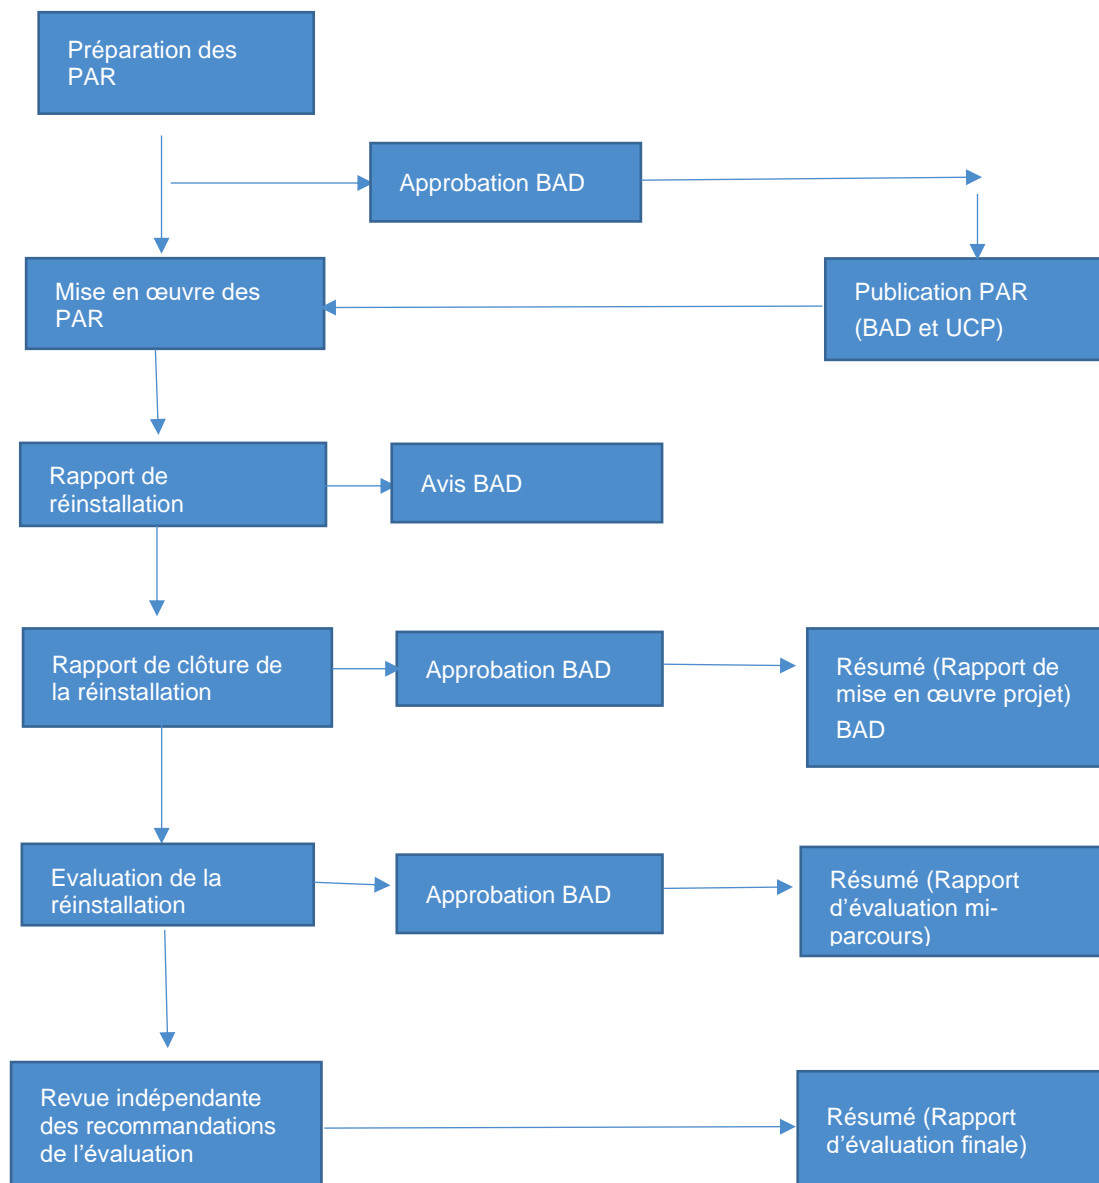 Préparation des
PAR
Approbation BAD
Mise en œuvre des
PAR
Publication PAR
(BAD et UCP)
Rapport de
réinstallation
Avis BAD
Rapport de clôture de
la réinstallation
Approbation BAD
Résumé (Rapport de
mise en œuvre projet)
BAD
Evaluation de la
réinstallation
Approbation BAD
Résumé (Rapport
d’évaluation mi-
parcours)
Revue indépendante
des recommandations
de l’évaluation
Résumé (Rapport
d’évaluation finale)